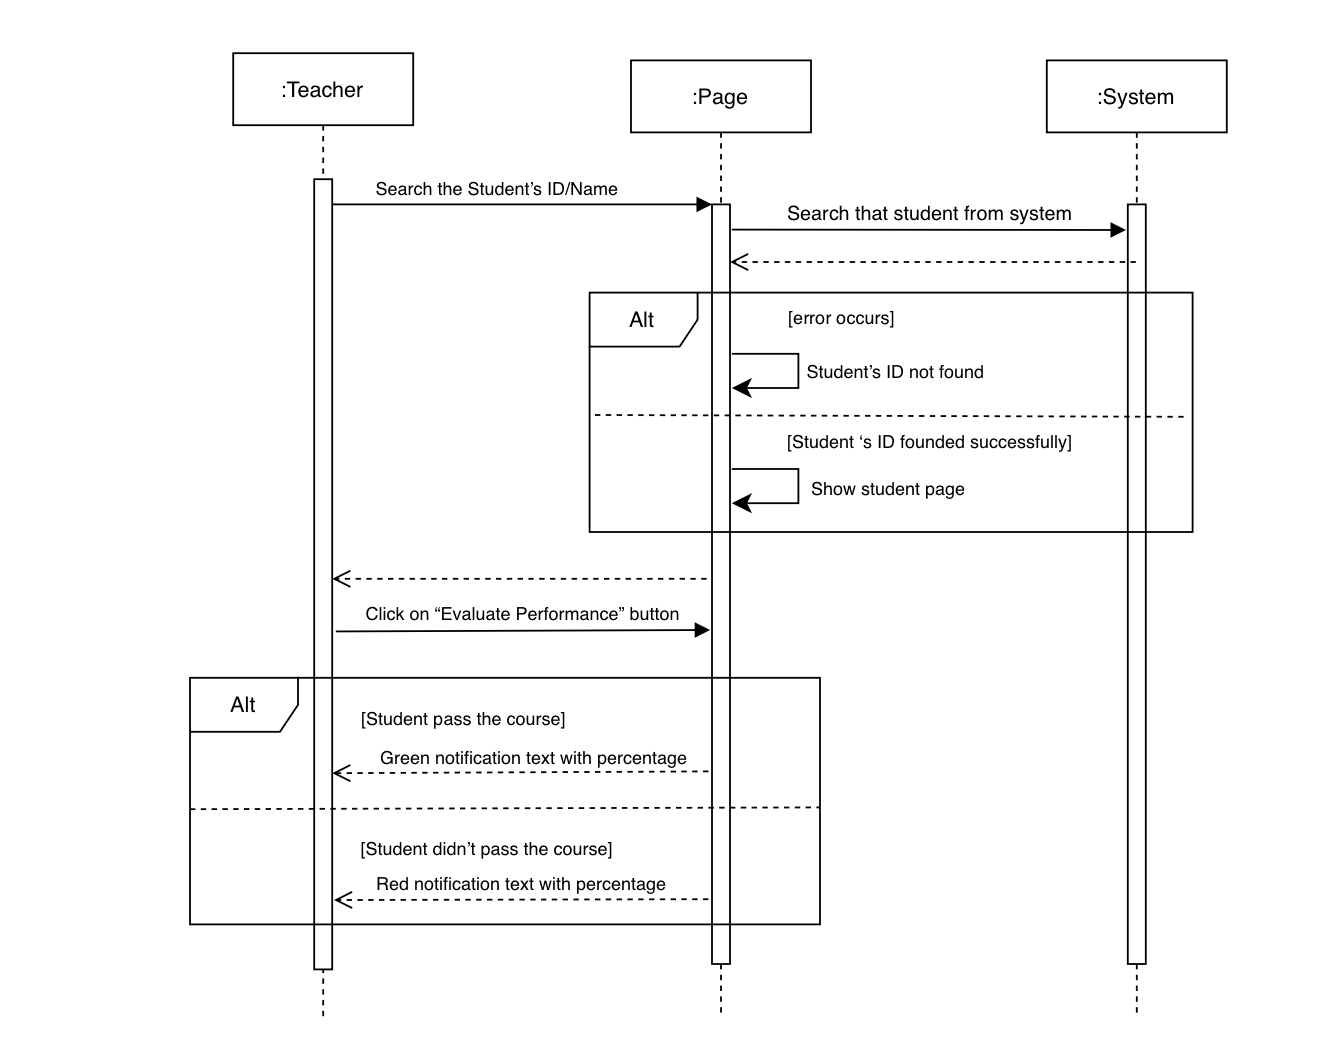 :Teacher
:Page
:System
Search the Student’s ID/Name
Search that student from system
Alt
[error occurs]
Student’s ID not found
[Student ‘s ID founded successfully]
Show student page
Click on “Evaluate Performance” button
Alt
[Student pass the course]
Green notification text with percentage
[Student didn’t pass the course]
Red notification text with percentage